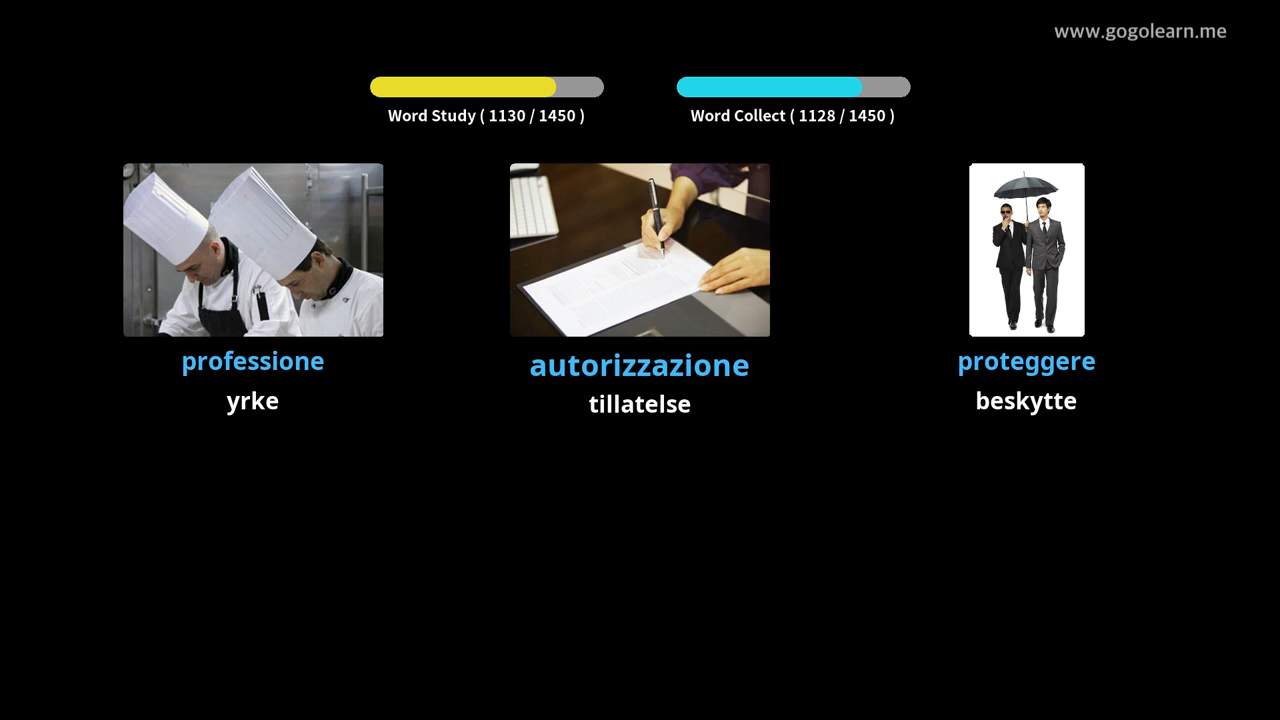 www.gogolearn.me
Word Study ( 1130 / 1450 )
Word Collect ( 1128 / 1450 )
professione
yrke
autorizzazione
tillatelse
proteggere
beskytte